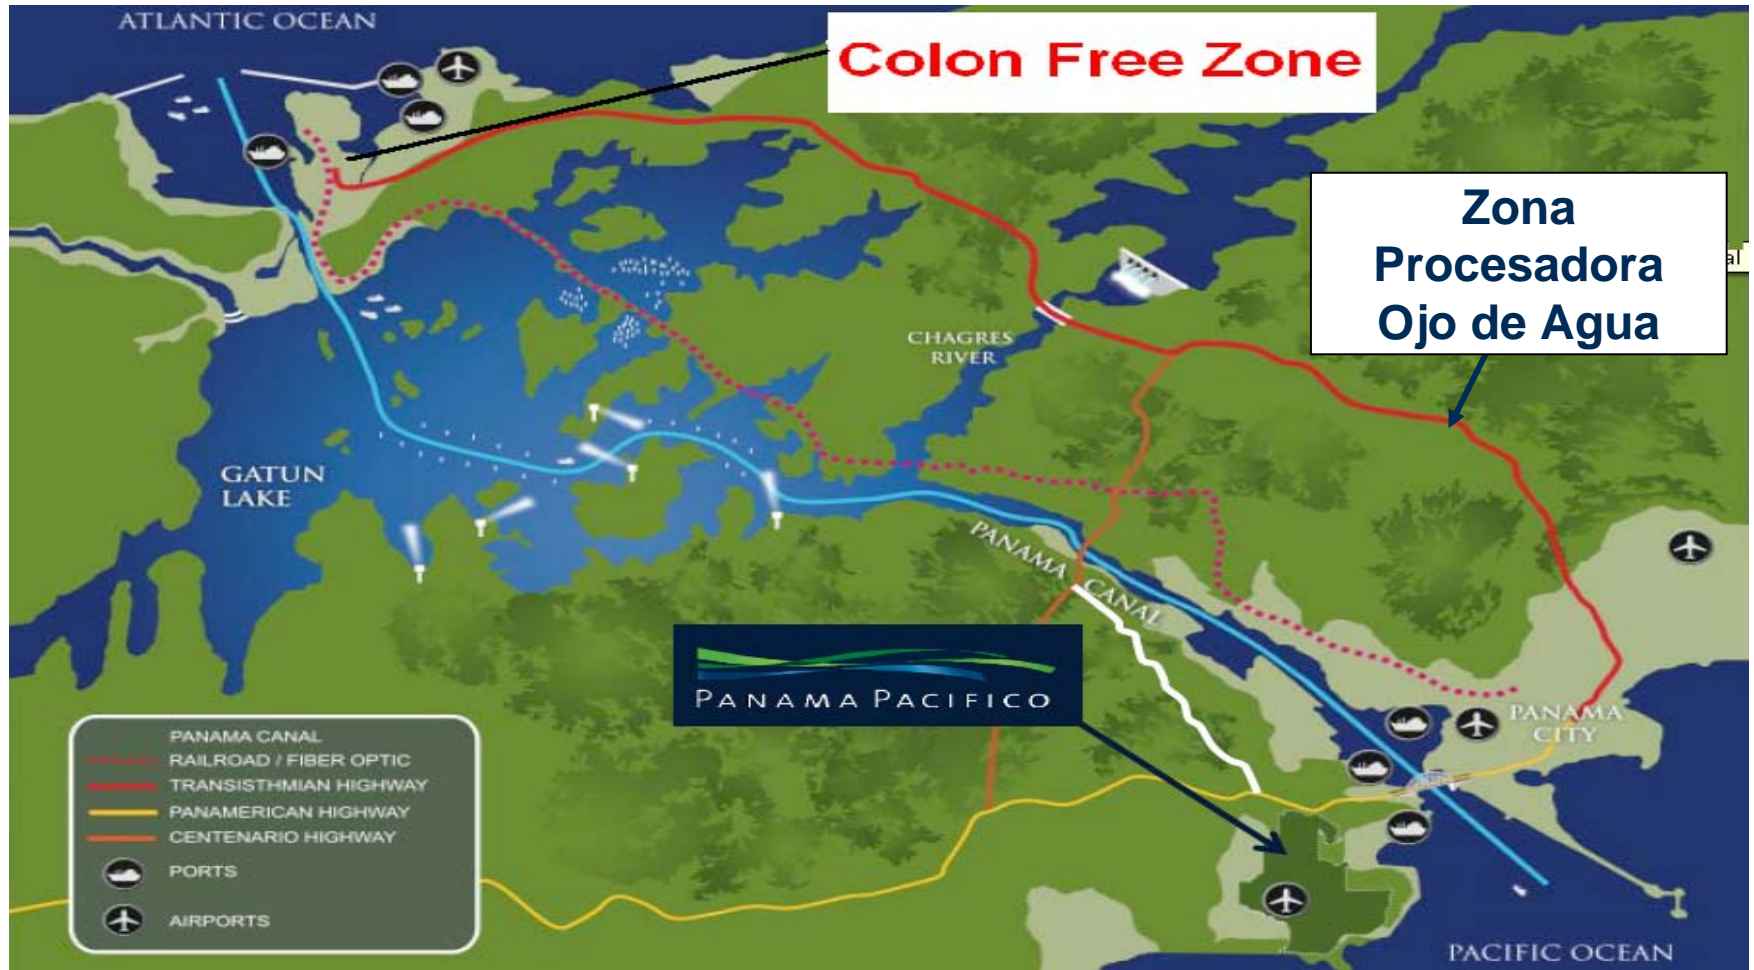 ATLANTIC OCEAN
Colon Free Zone
Zona
Procesadora
Ojo de Agua
al
CHAGRES
RIVER
GATUN
LAKE
PANAMA CANAL
PANAMA PACIFICO
PANAMA
CITY
PANAMA CANAL
RAILROAD / FIBER OPTIC
TRANSISTHMIAN HIGHWAY
PANAMERICAN HIGHWAY
CENTENARIO HIGHWAY
PORTS
AIRPORTS
PACIFIC OCEAN